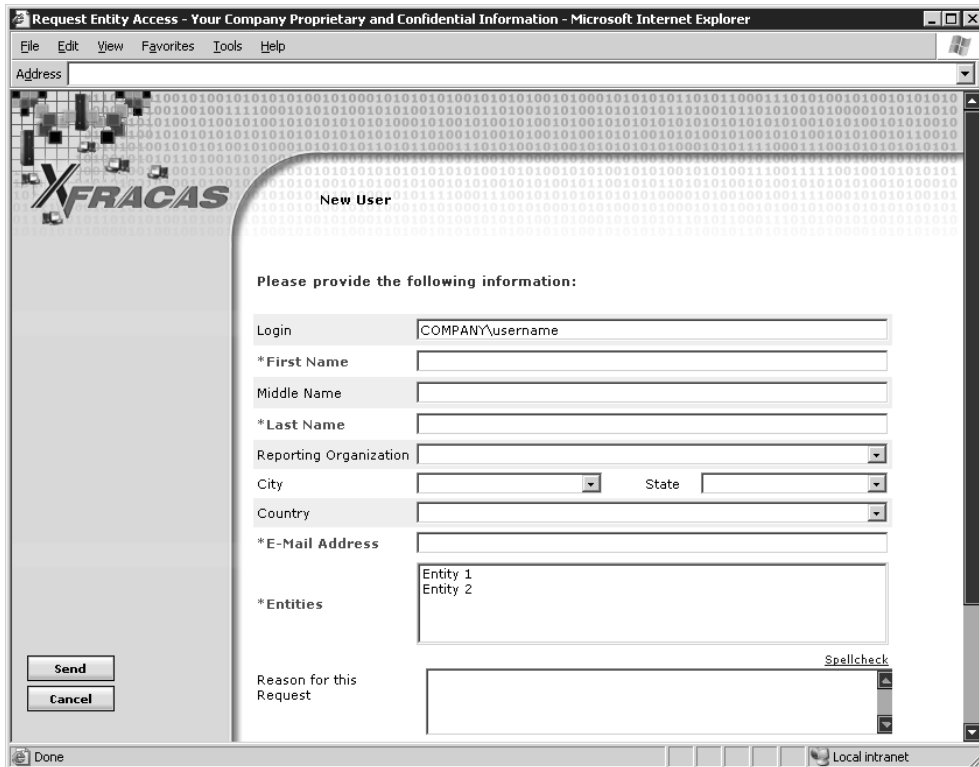 Request Entity Access - Your Company Proprietary and Confidential Information - Microsoft Internet Explorer
File Edit View Favorites Tools Help
Address
XFRACAS
New User
Please provide the following information:
Login COMPANY\username
*First Name
Middle Name
*Last Name
Reporting Organization
City State
Country
*E-Mail Address
*Entities
Entity 1
Entity 2
Spellcheck
Reason for this
Request
Send
Cancel
Done Local intranet